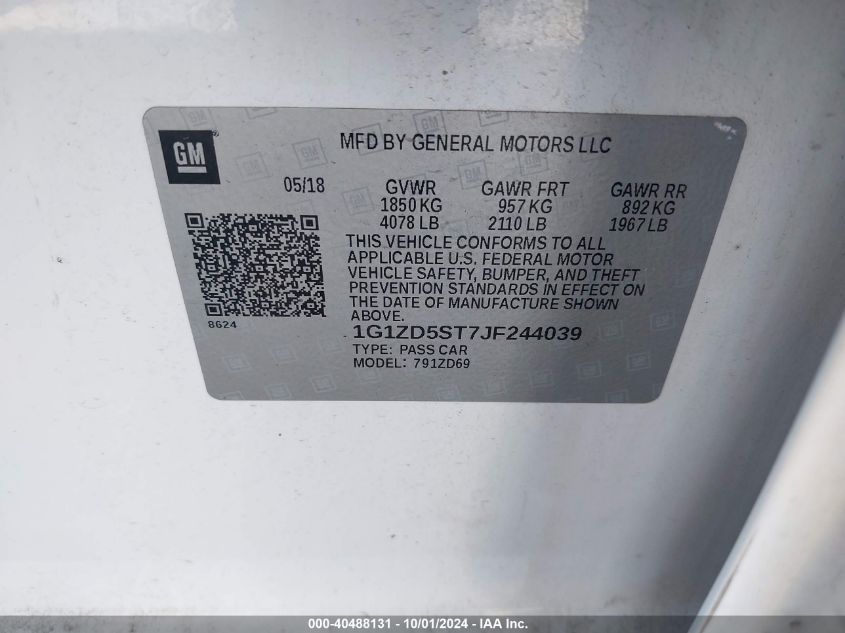 GM
MFD BY GENERAL MOTORS LLC
05/18 GVWR GAWR FRT GAWR RR
1850 KG 957 KG 892 KG
4078 LB 2110 LB 1967 LB
THIS VEHICLE CONFORMS TO ALL
APPLICABLE U.S. FEDERAL MOTOR
VEHICLE SAFETY, BUMPER, AND THEFT
PREVENTION STANDARDS IN EFFECT ON
THE DATE OF MANUFACTURE SHOWN
ABOVE.
8624
1G1ZD5ST7JF244039
TYPE: PASS CAR
MODEL: 791ZD69
000-40488131 - 10/01/2024 - IAA Inc.